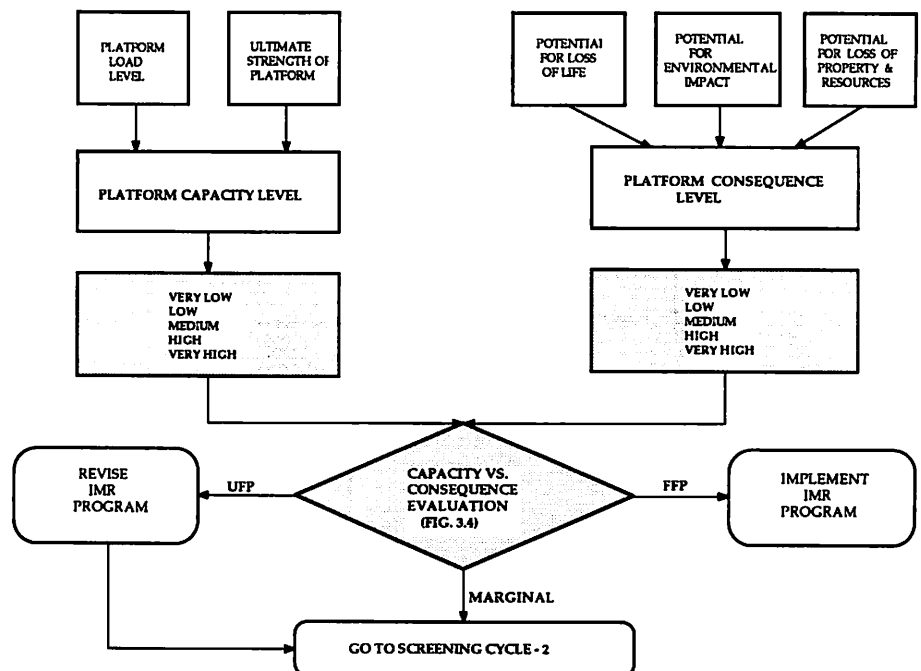 PLATFORM
LOAD
LEVEL
ULTIMATE
STRENGTH OF
PLATFORM
POTENTIAL
FOR LOSS
OF LIFE
POTENTIAL
FOR
ENVIRONMENTAL
IMPACT
POTENTIAL
FOR LOSS OF
PROPERTY &
RESOURCES
PLATFORM CAPACITY LEVEL
PLATFORM CONSEQUENCE
LEVEL
VERY LOW
LOW
MEDIUM
HIGH
VERY HIGH
VERY LOW
LOW
MEDIUM
HIGH
VERY HIGH
REVISE
IMR
PROGRAM
UFP
CAPACITY VS.
CONSEQUENCE
EVALUATION
(FIG. 3.4)
FFP
IMPLEMENT
IMR
PROGRAM
MARGINAL
GO TO SCREENING CYCLE - 2